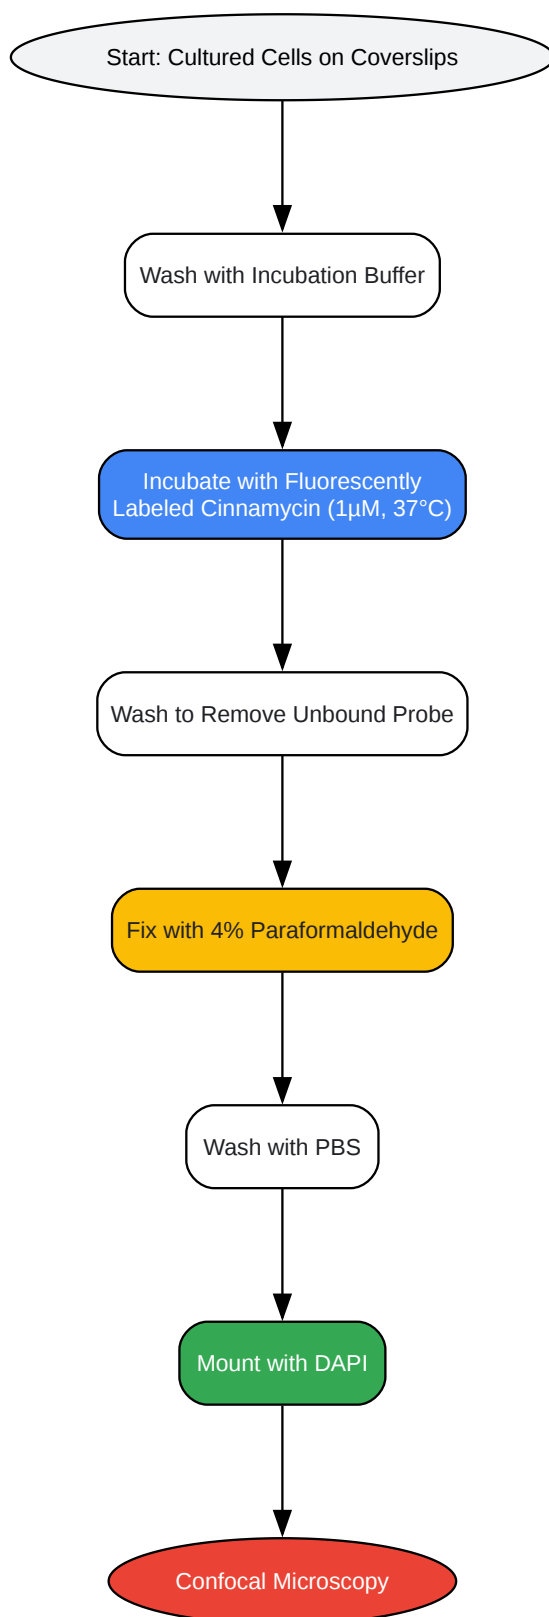 Start: Cultured Cells on Coverslips
Wash with Incubation Buffer
Incubate with Fluorescently
Labeled Cinnamycin (1µM, 37°C)
Wash to Remove Unbound Probe
Fix with 4% Paraformaldehyde
Wash with PBS
Mount with DAPI
Confocal Microscopy